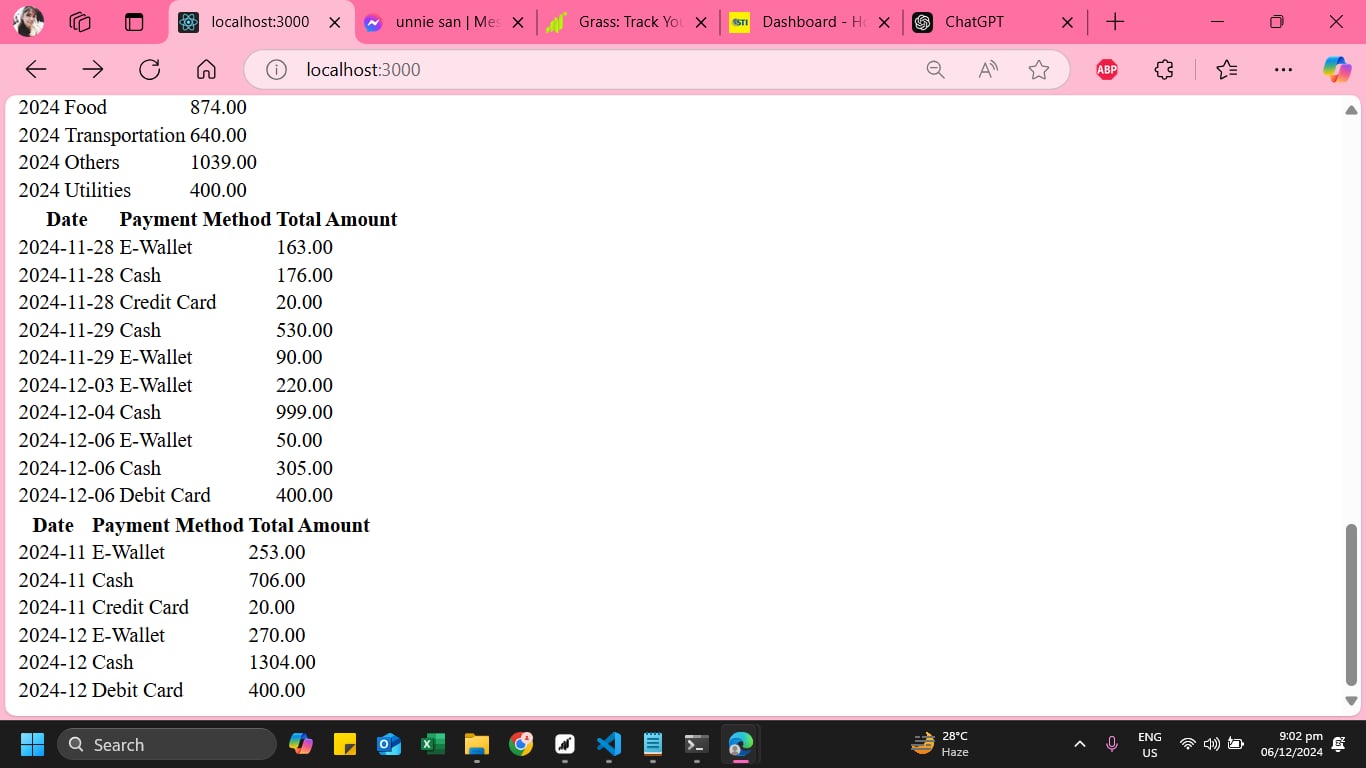 localhost:3000
unnie san | Mes
Grass: Track You
STI
Dashboard - Ho
ChatGPT
localhost:3000
ABP
2024 Food 874.00
2024 Transportation 640.00
2024 Others 1039.00
2024 Utilities 400.00
Date Payment Method Total Amount
2024-11-28 E-Wallet 163.00
2024-11-28 Cash 176.00
2024-11-28 Credit Card 20.00
2024-11-29 Cash 530.00
2024-11-29 E-Wallet 90.00
2024-12-03 E-Wallet 220.00
2024-12-04 Cash 999.00
2024-12-06 E-Wallet 50.00
2024-12-06 Cash 305.00
2024-12-06 Debit Card 400.00
Date Payment Method Total Amount
2024-11 E-Wallet 253.00
2024-11 Cash 706.00
2024-11 Credit Card 20.00
2024-12 E-Wallet 270.00
2024-12 Cash 1304.00
2024-12 Debit Card 400.00
Search
28°C
Haze
ENG
US
9:02 pm
06/12/2024